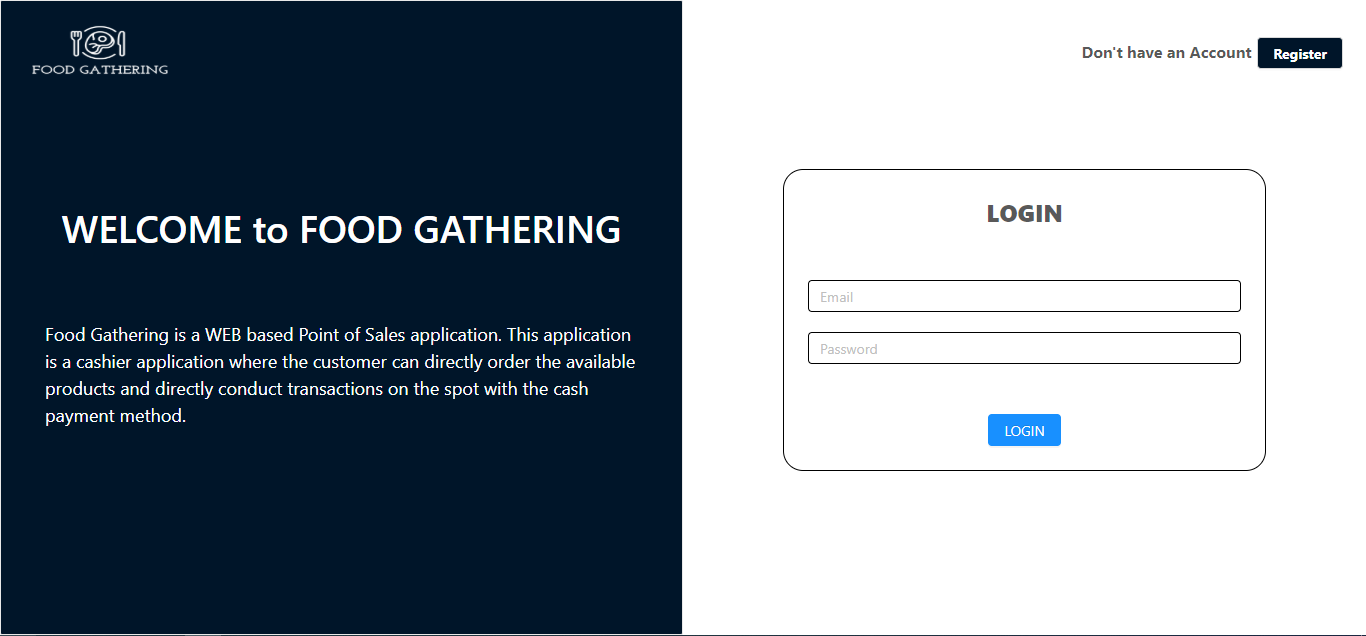 FOOD GATHERING
WELCOME to FOOD GATHERING
Food Gathering is a WEB based Point of Sales application. This application
is a cashier application where the customer can directly order the available
products and directly conduct transactions on the spot with the cash
payment method.
Don't have an Account Register
LOGIN
Email
Password
LOGIN